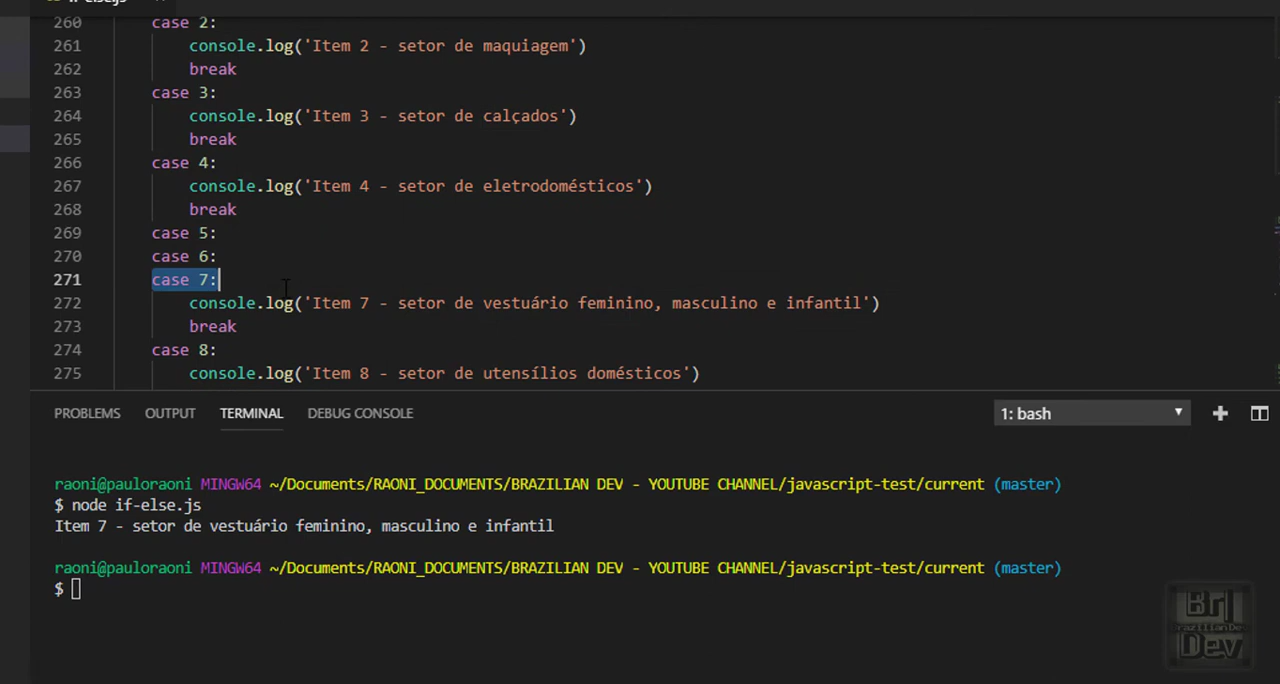 260 case 2:
261 console.log('Item 2 - setor de maquiagem')
262 break
263 case 3:
264 console.log('Item 3 - setor de calçados')
265 break
266 case 4:
267 console.log('Item 4 - setor de eletrodomésticos')
268 break
269 case 5:
270 case 6:
271 case 7:
272 console.log('Item 7 - setor de vestuário feminino, masculino e infantil')
273 break
274 case 8:
275 console.log('Item 8 - setor de utensílios domésticos')
PROBLEMS OUTPUT TERMINAL DEBUG CONSOLE 1: bash
raoni@pauloraoni MINGW64 ~/Documents/RAONI_DOCUMENTS/BRAZILIAN DEV - YOUTUBE CHANNEL/javascript-test/current (master)
$ node if-else.js
Item 7 - setor de vestuário feminino, masculino e infantil
raoni@pauloraoni MINGW64 ~/Documents/RAONI_DOCUMENTS/BRAZILIAN DEV - YOUTUBE CHANNEL/javascript-test/current (master)
$
Br
BrazilianDev
Dev